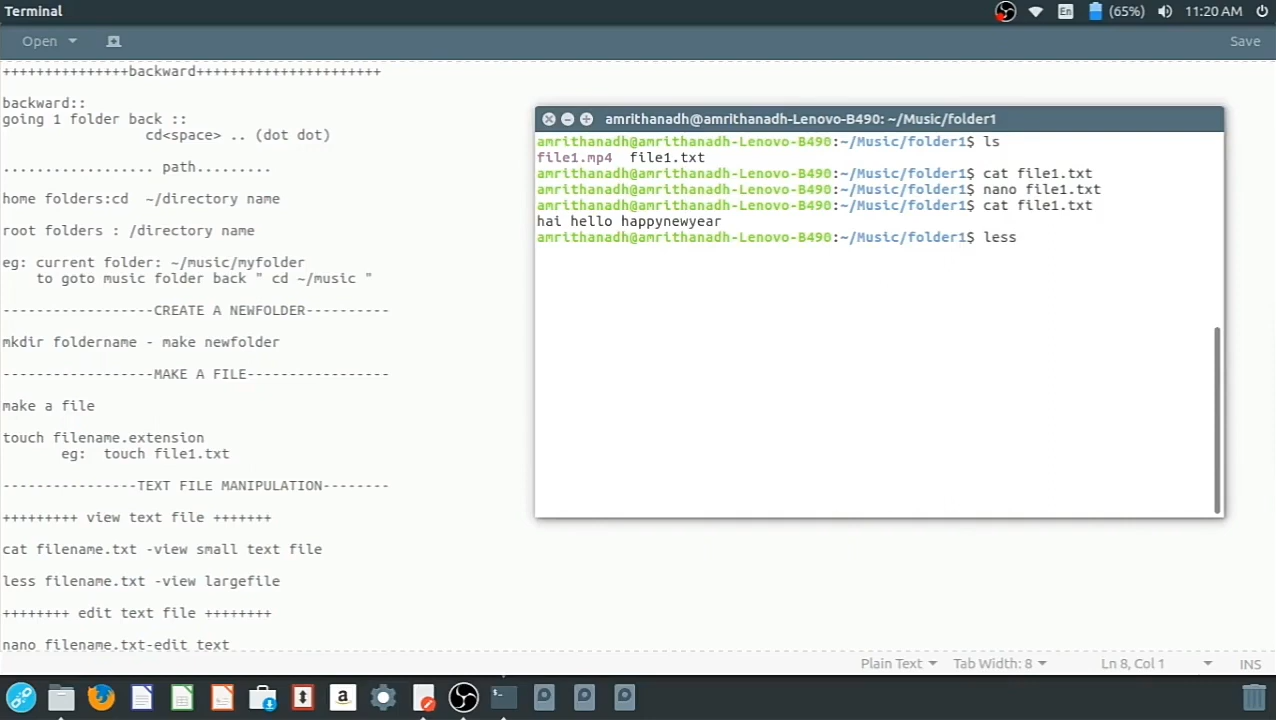 Terminal
En
(65%)
11:20 AM
Open
Save
+++++++++++++++backward++++++++++++++++++++++
backward::
going 1 folder back ::
cd<space> .. (dot dot)
.................. path.........
home folders:cd  ~/directory name
root folders : /directory name
eg: current folder: ~/music/myfolder
to goto music folder back " cd ~/music "
------------------CREATE A NEWFOLDER----------
mkdir foldername - make newfolder
------------------MAKE A FILE-----------------
make a file
touch filename.extension
eg:  touch file1.txt
----------------TEXT FILE MANIPULATION--------
+++++++++ view text file +++++++
cat filename.txt -view small text file
less filename.txt -view largefile
++++++++ edit text file ++++++++
nano filename.txt-edit text
amrithanadh@amrithanadh-Lenovo-B490: ~/Music/folder1
amrithanadh@amrithanadh-Lenovo-B490:~/Music/folder1$ ls
file1.mp4  file1.txt
amrithanadh@amrithanadh-Lenovo-B490:~/Music/folder1$ cat file1.txt
amrithanadh@amrithanadh-Lenovo-B490:~/Music/folder1$ nano file1.txt
amrithanadh@amrithanadh-Lenovo-B490:~/Music/folder1$ cat file1.txt
hai hello happynewyear
amrithanadh@amrithanadh-Lenovo-B490:~/Music/folder1$ less
Plain Text
Tab Width: 8
Ln 8, Col 1
INS